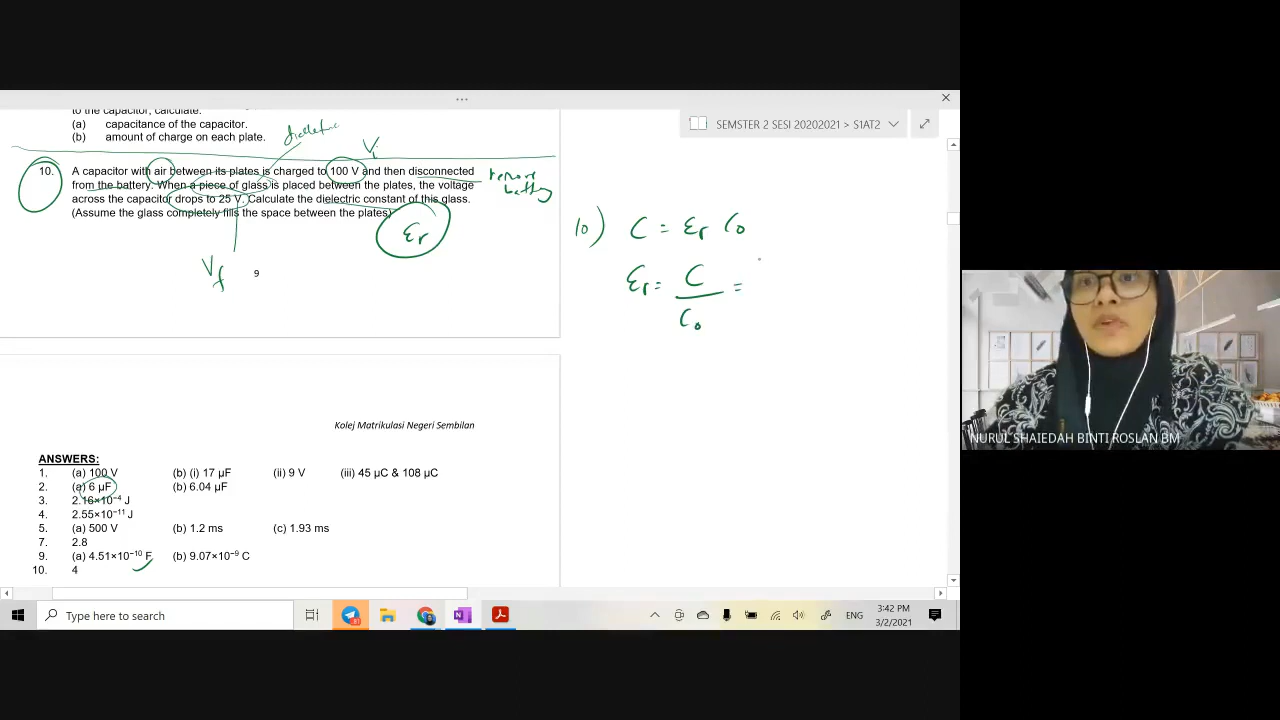 to the capacitor, calculate.
(a) capacitance of the capacitor.
(b) amount of charge on each plate.
dielectric
Vi
10. A capacitor with air between its plates is charged to 100 V and then disconnected
from the battery. When a piece of glass is placed between the plates, the voltage
across the capacitor drops to 25 V. Calculate the dielectric constant of this glass.
(Assume the glass completely fills the space between the plates)
remove
battery
εr
Vf
9
Kolej Matrikulasi Negeri Sembilan
ANSWERS:
1. (a) 100 V (b) (i) 17 μF (ii) 9 V (iii) 45 μC & 108 μC
2. (a) 6 μF (b) 6.04 μF
3. 2.16×10⁻⁴ J
4. 2.55×10⁻¹¹ J
5. (a) 500 V (b) 1.2 ms (c) 1.93 ms
7. 2.8
9. (a) 4.51×10⁻¹⁰ F (b) 9.07×10⁻⁹ C
10. 4
SEMSTER 2 SESI 20202021 > S1AT2
10) C = εr C0
εr = C / C0 =
NURUL SHAIEDAH BINTI ROSLAN BM
Type here to search
ENG
3:42 PM
3/2/2021